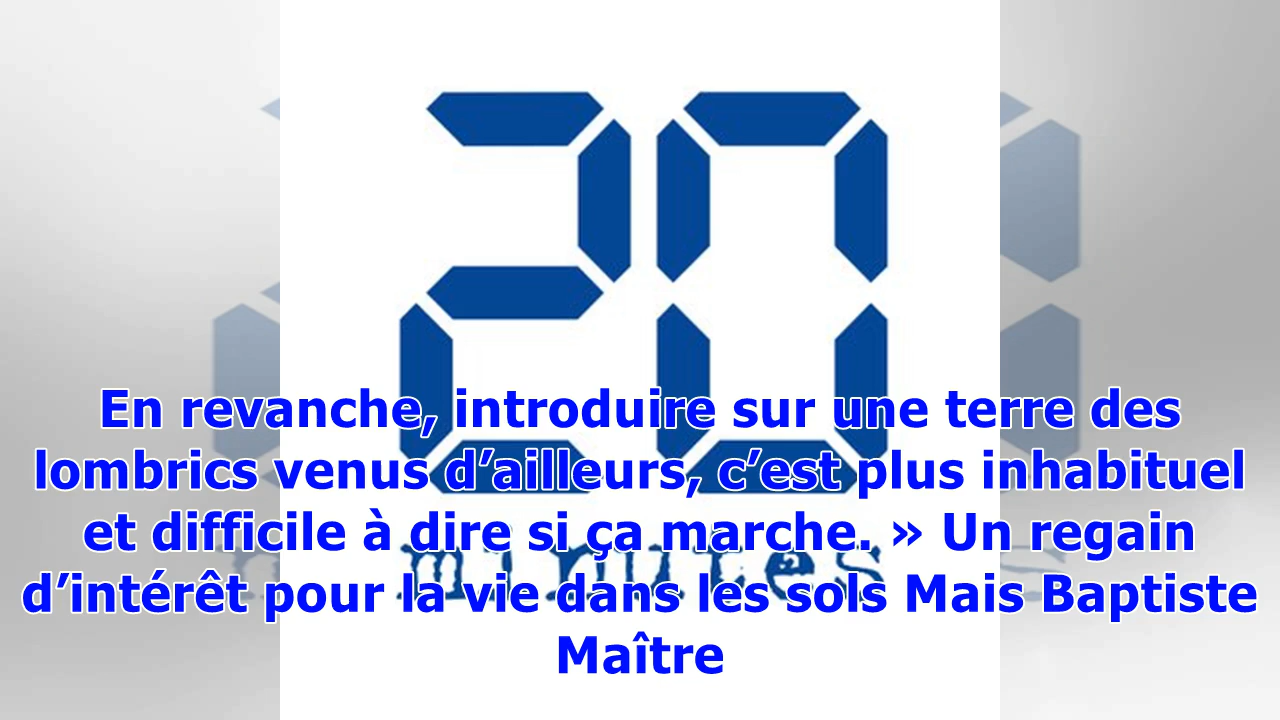 20
minutes
En revanche, introduire sur une terre des
lombrics venus d’ailleurs, c’est plus inhabituel
et difficile à dire si ça marche. » Un regain
d’intérêt pour la vie dans les sols Mais Baptiste
Maître